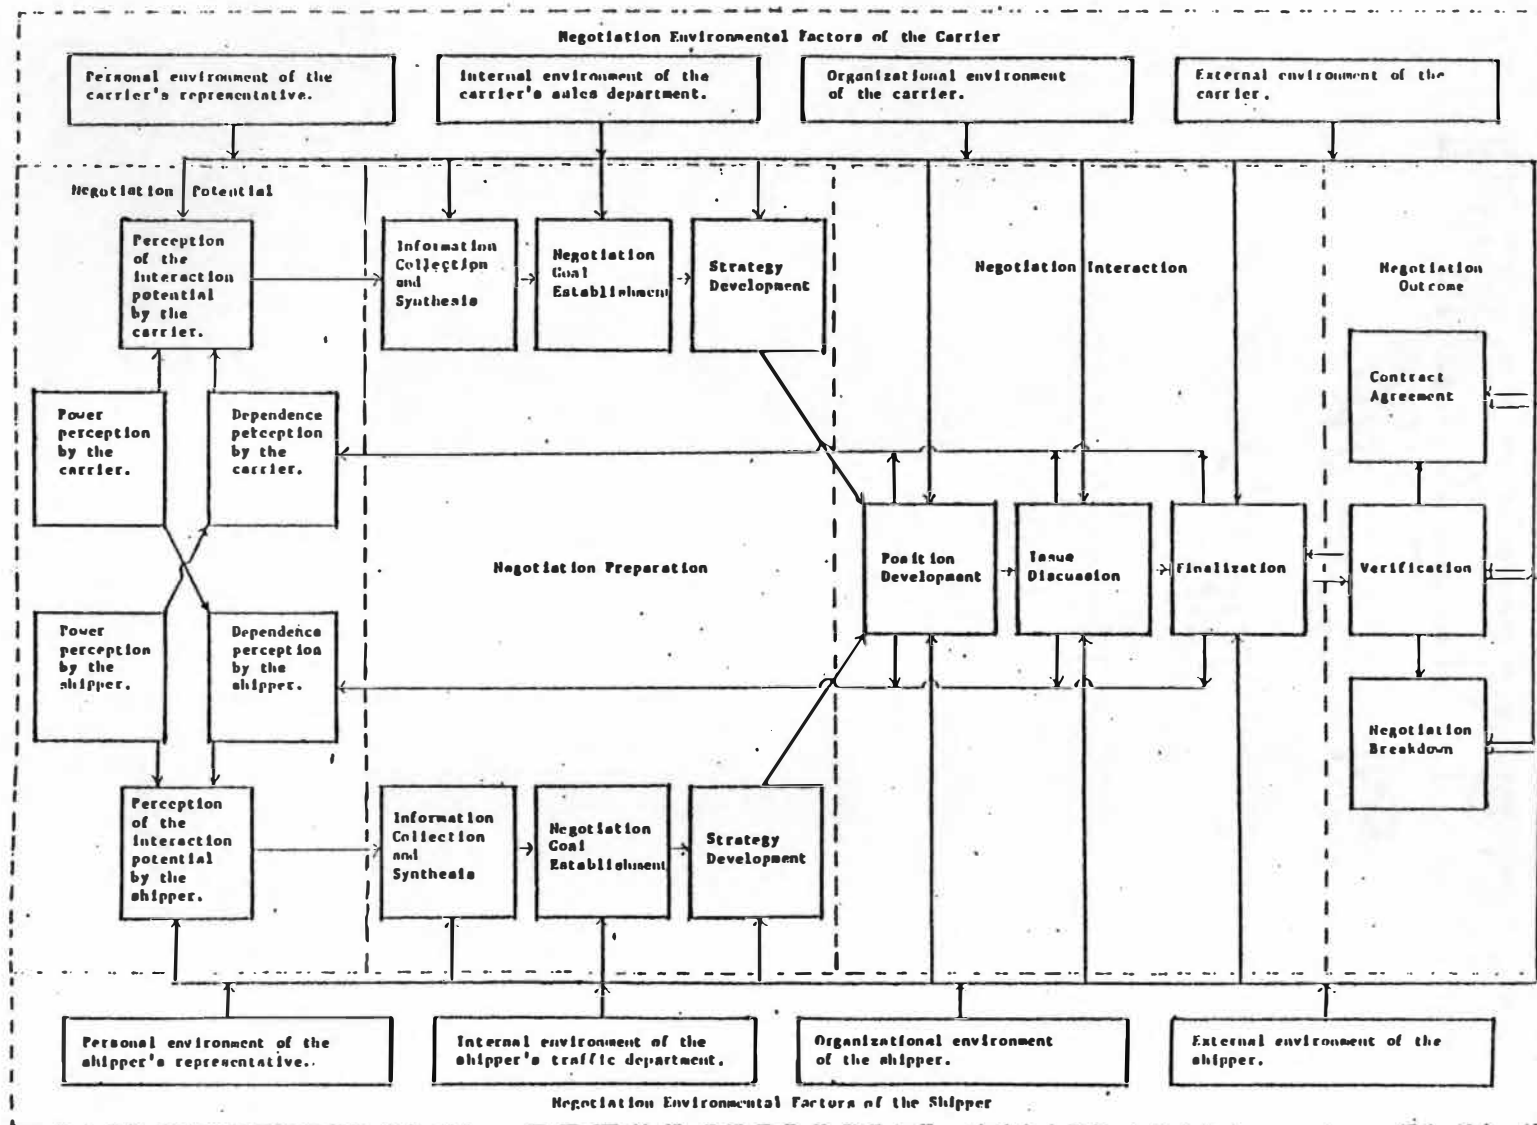 Negotiation Environmental Factors of the Carrier
Personal environment of the
carrier's representative.
Internal environment of the
carrier's sales department.
Organizational environment
of the carrier.
External environment of the
carrier.
Negotiation Potential
Perception
of the
interaction
potential
by the
carrier.
Information
Collection
and
Synthesis
Negotiation
Goal
Establishment
Strategy
Development
Negotiation Interaction
Negotiation
Outcome
Contract
Agreement
Power
perception
by the
carrier.
Dependence
perception
by the
carrier.
Negotiation Preparation
Position
Development
Issue
Discussion
Finalization
Verification
Power
perception
by the
shipper.
Dependence
perception
by the
shipper.
Negotiation
Breakdown
Perception
of the
interaction
potential
by the
shipper.
Information
Collection
and
Synthesis
Negotiation
Goal
Establishment
Strategy
Development
Personal environment of the
shipper's representative.
Internal environment of the
shipper's traffic department.
Organizational environment
of the shipper.
External environment of the
shipper.
Negotiation Environmental Factors of the Shipper